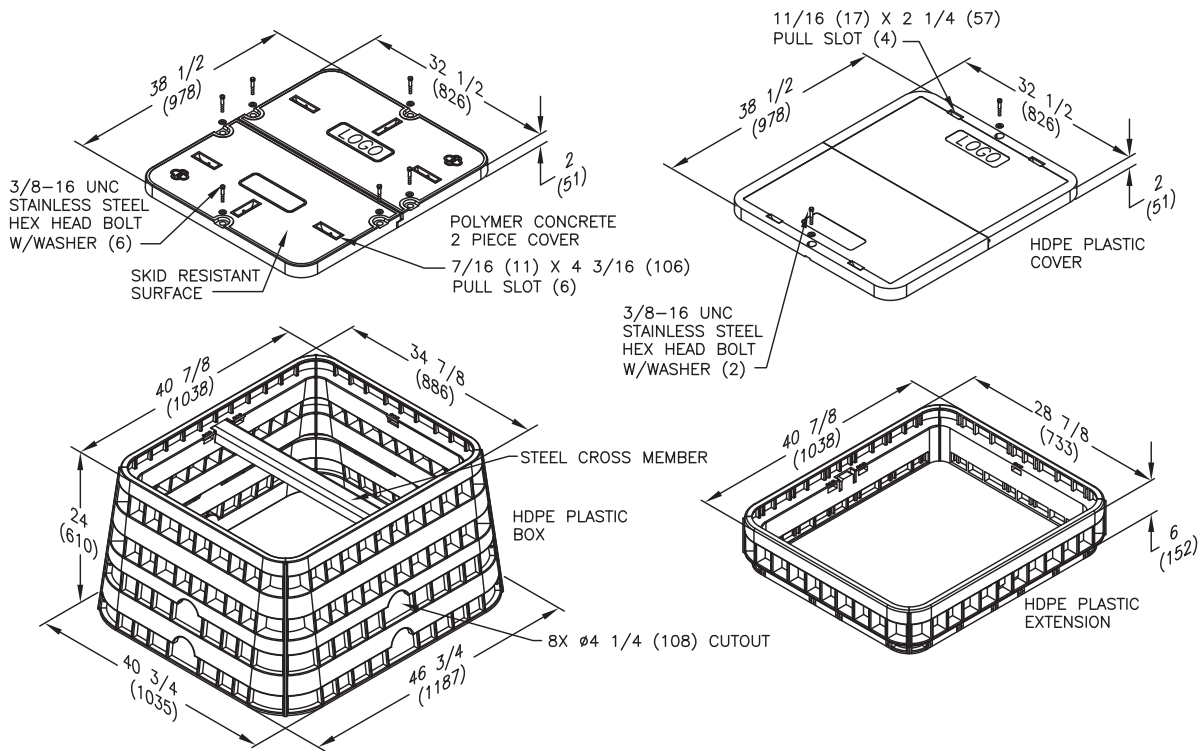 38 1/2
(978)
32 1/2
(826)
2
(51)
LOGO
3/8-16 UNC
STAINLESS STEEL
HEX HEAD BOLT
W/WASHER (6)
SKID RESISTANT
SURFACE
POLYMER CONCRETE
2 PIECE COVER
7/16 (11) X 4 3/16 (106)
PULL SLOT (6)
11/16 (17) X 2 1/4 (57)
PULL SLOT (4)
38 1/2
(978)
32 1/2
(826)
2
(51)
LOGO
HDPE PLASTIC
COVER
3/8-16 UNC
STAINLESS STEEL
HEX HEAD BOLT
W/WASHER (2)
40 7/8
(1038)
34 7/8
(886)
STEEL CROSS MEMBER
24
(610)
HDPE PLASTIC
BOX
8X ø4 1/4 (108) CUTOUT
40 3/4
(1035)
46 3/4
(1187)
40 7/8
(1038)
28 7/8
(733)
6
(152)
HDPE PLASTIC
EXTENSION